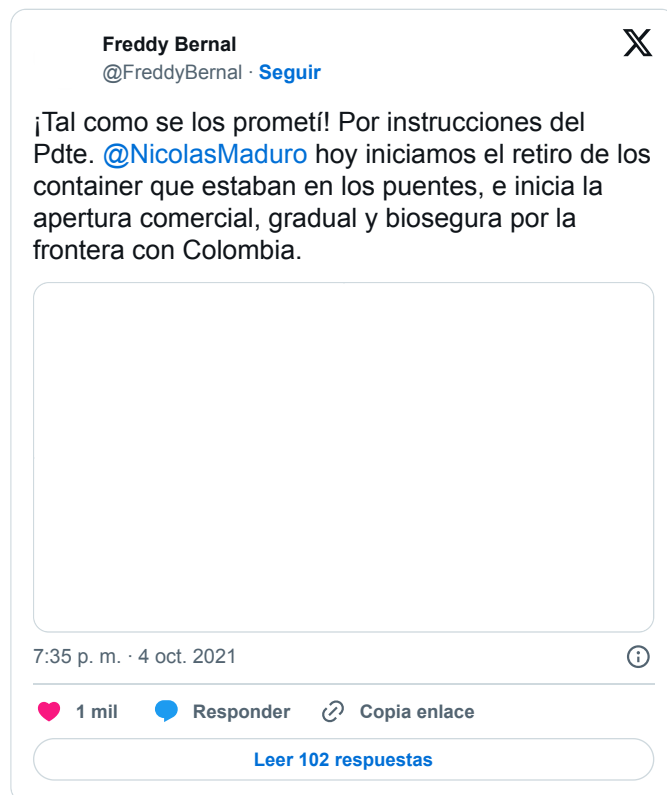 Freddy Bernal
@FreddyBernal · Seguir
¡Tal como se los prometí! Por instrucciones del
Pdte. @NicolasMaduro hoy iniciamos el retiro de los
container que estaban en los puentes, e inicia la
apertura comercial, gradual y biosegura por la
frontera con Colombia.
7:35 p. m. · 4 oct. 2021
1 mil Responder Copia enlace
Leer 102 respuestas